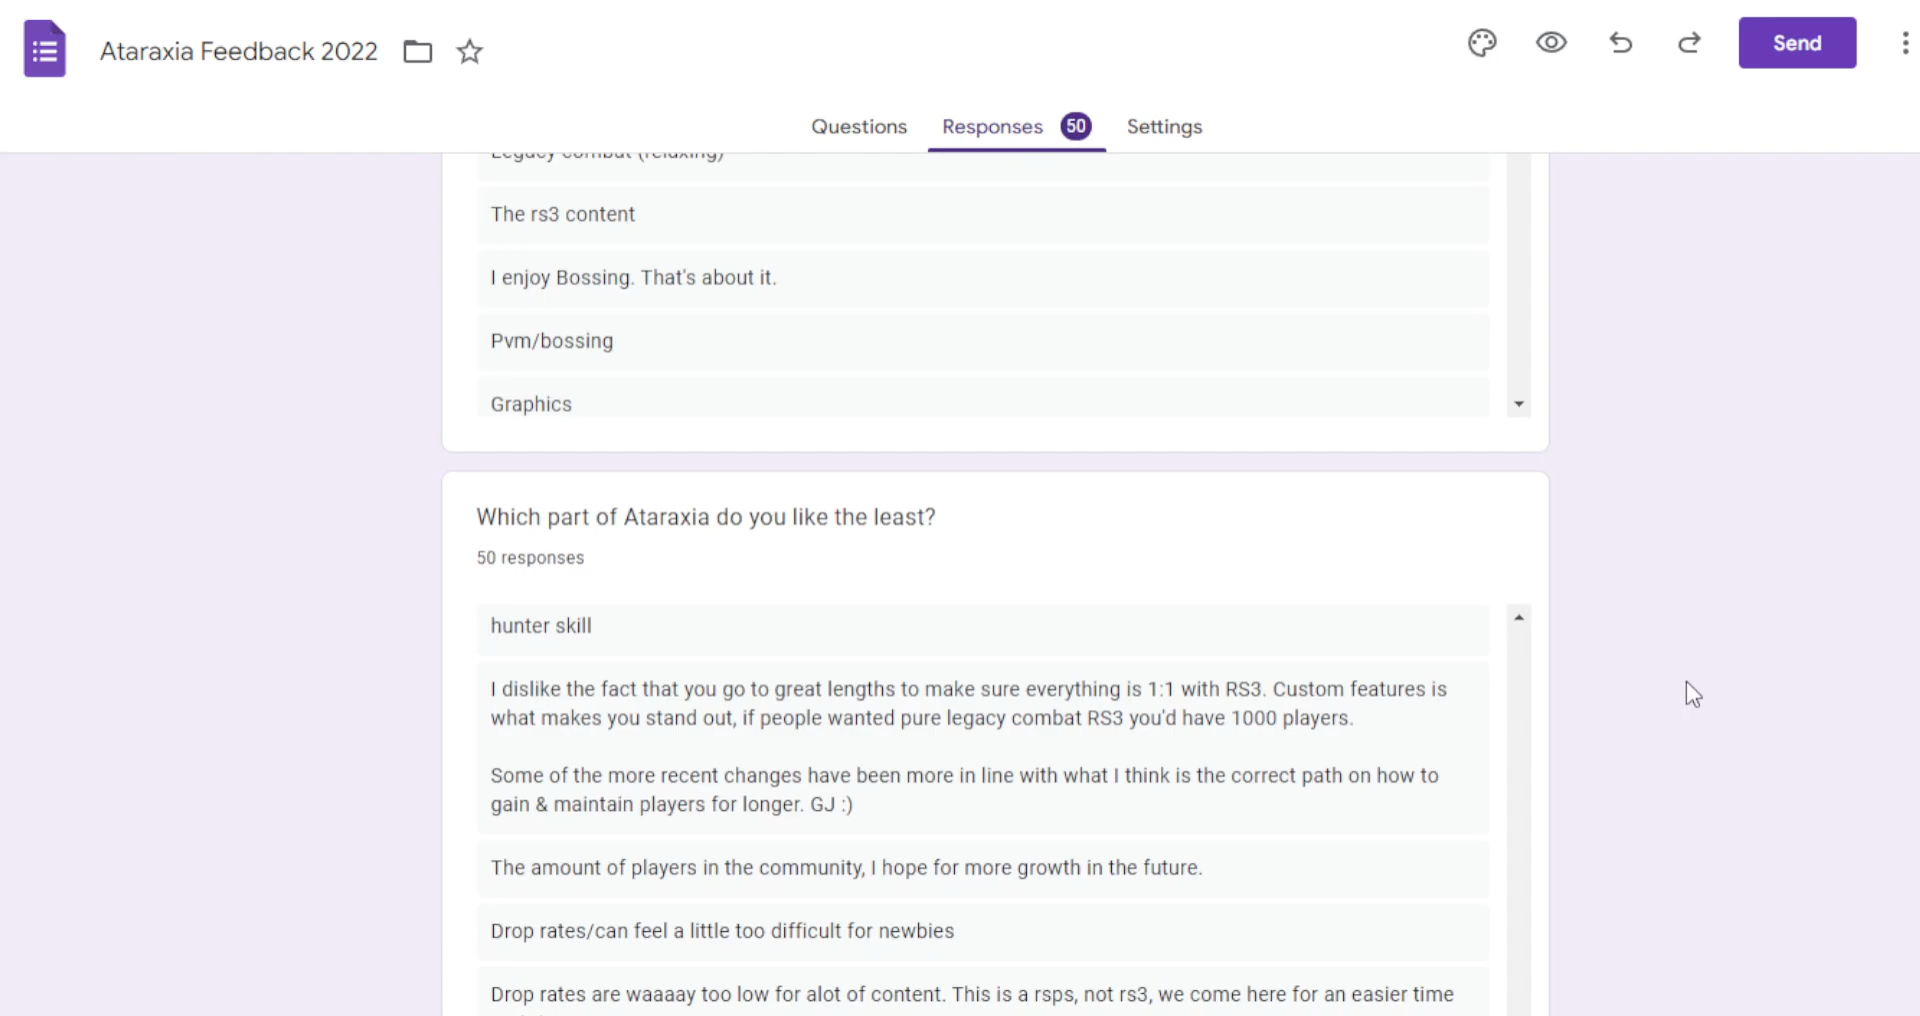 Ataraxia Feedback 2022
Send
Questions
Responses 50
Settings
Legacy combat (relaxing)
The rs3 content
I enjoy Bossing. That's about it.
Pvm/bossing
Graphics
Which part of Ataraxia do you like the least?
50 responses
hunter skill
I dislike the fact that you go to great lengths to make sure everything is 1:1 with RS3. Custom features is
what makes you stand out, if people wanted pure legacy combat RS3 you'd have 1000 players.
Some of the more recent changes have been more in line with what I think is the correct path on how to
gain & maintain players for longer. GJ :)
The amount of players in the community, I hope for more growth in the future.
Drop rates/can feel a little too difficult for newbies
Drop rates are waaaay too low for alot of content. This is a rsps, not rs3, we come here for an easier time